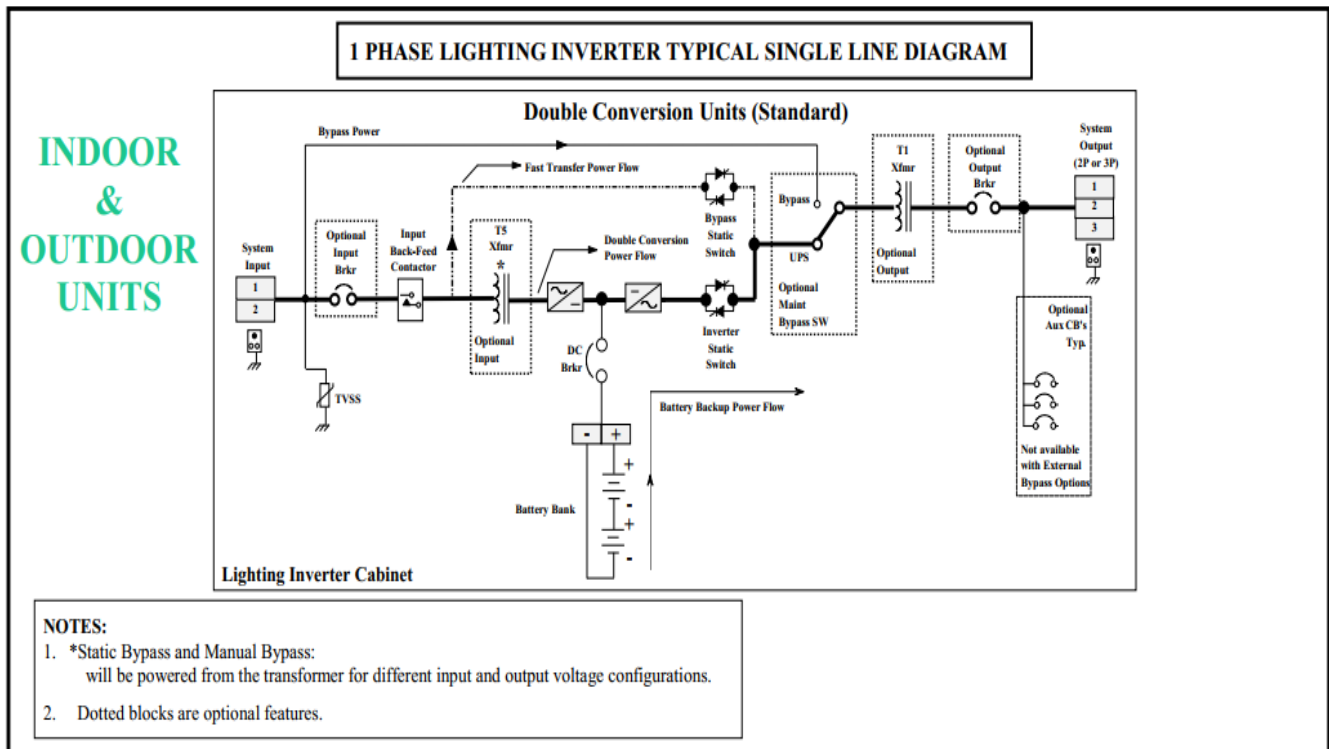 1 PHASE LIGHTING INVERTER TYPICAL SINGLE LINE DIAGRAM
INDOOR
&
OUTDOOR
UNITS
Double Conversion Units (Standard)
Bypass Power
Fast Transfer Power Flow
System
Input
1
2
Optional
Input
Brkr
Input
Back-Feed
Contactor
T5
Xfmr
*
Optional
Input
Double Conversion
Power Flow
Bypass
Static
Switch
Inverter
Static
Switch
Bypass
UPS
Optional
Maint
Bypass SW
T1
Xfmr
Optional
Output
Optional
Output
Brkr
System
Output
(2P or 3P)
1
2
3
TVSS
DC
Brkr
Battery Backup Power Flow
- +
+
-
+
-
Battery Bank
Optional
Aux CB's
Typ.
Not available
with External
Bypass Options
Lighting Inverter Cabinet
NOTES:
1. *Static Bypass and Manual Bypass:
will be powered from the transformer for different input and output voltage configurations.
2. Dotted blocks are optional features.